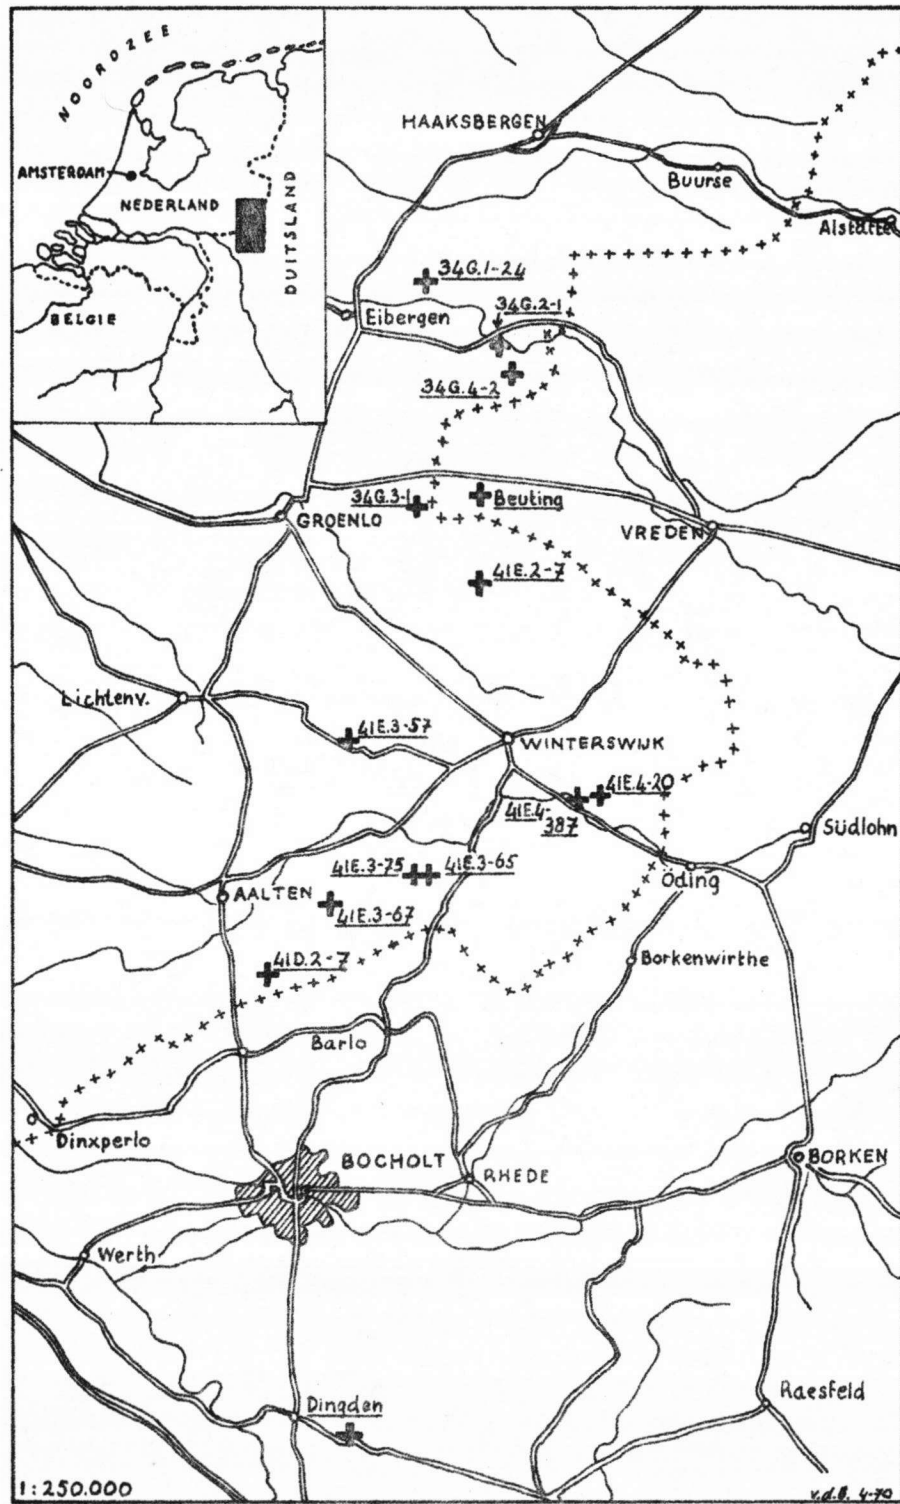 NOORDZEE
AMSTERDAM
NEDERLAND
DUITSLAND
BELGIE
HAAKSBERGEN
Buurse
Alstätte
34G.1-24
34G.2-1
Eibergen
34G.4-2
34G.3-1
Beuting
GROENLO
VREDEN
41E.2-7
Lichtenv.
41E.3-57
WINTERSWIJK
41E.4-20
41E.4-
387
Südlohn
41E.3-75
41E.3-65
Öding
AALTEN
41E.3-67
41D.2-7
Borkenwirthe
Barlo
Dinxperlo
BOCHOLT
RHEDE
BORKEN
Werth
Dingden
Raesfeld
1:250.000
v.d.B. 4-70